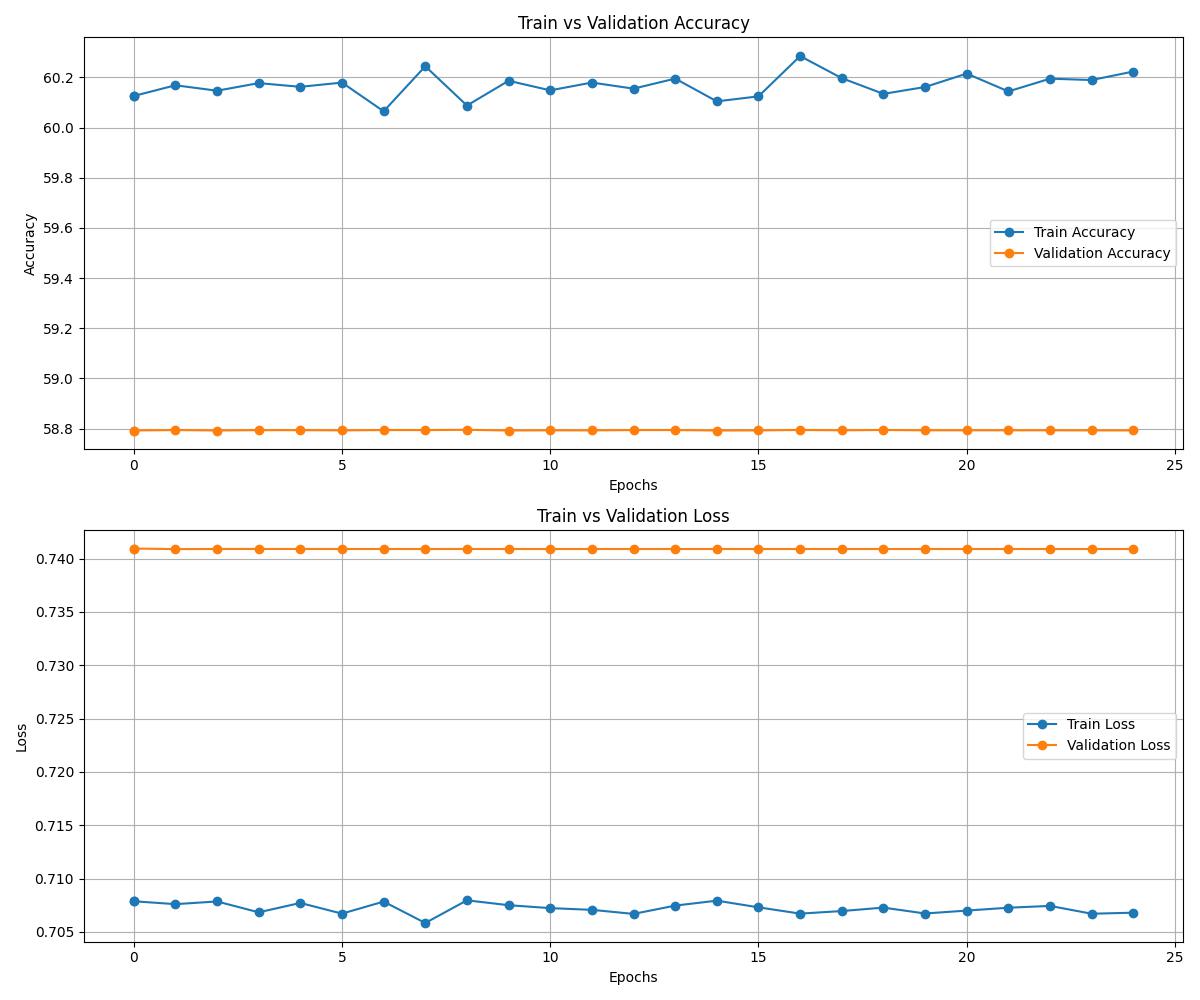 Train vs Validation Accuracy
Accuracy
60.2
60.0
59.8
59.6
59.4
59.2
59.0
58.8
Train Accuracy
Validation Accuracy
0 5 10 15 20 25
Epochs
Train vs Validation Loss
Loss
0.740
0.735
0.730
0.725
0.720
0.715
0.710
0.705
Train Loss
Validation Loss
0 5 10 15 20 25
Epochs